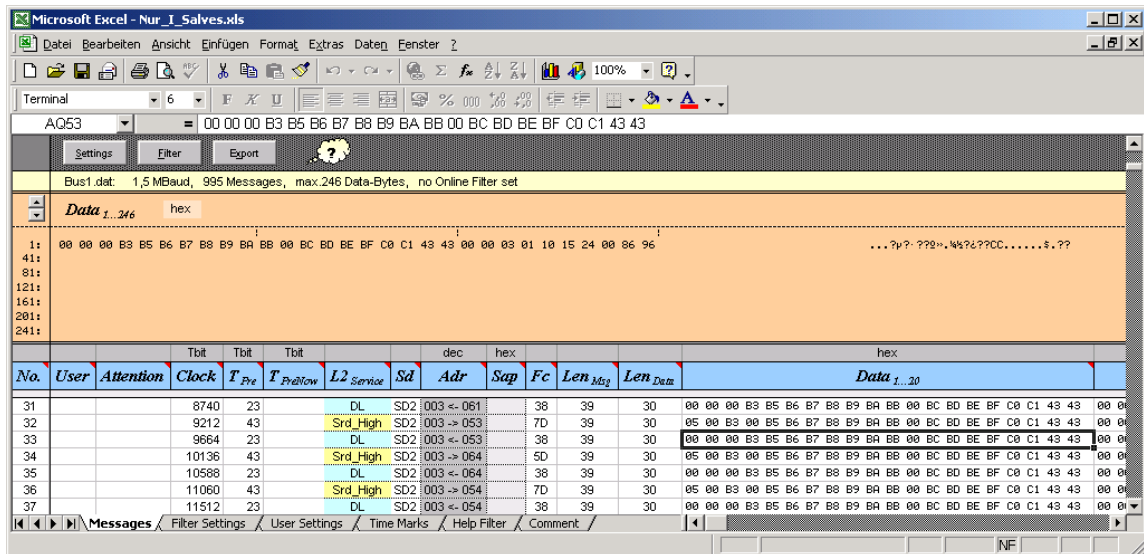 Microsoft Excel - Nur_I_Salves.xls
Datei Bearbeiten Ansicht Einfügen Format Extras Daten Fenster ?
100%
Terminal 6 F K U % 000
AQ53 = 00 00 00 B3 B5 B6 B7 B8 B9 BA BB 00 BC BD BE BF C0 C1 43 43
Settings Filter Export ?
Bus1.dat: 1,5 MBaud, 995 Messages, max.246 Data-Bytes, no Online Filter set
Data 1...246 hex
1: 00 00 00 B3 B5 B6 B7 B8 B9 BA BB 00 BC BD BE BF C0 C1 43 43 00 00 03 01 10 15 24 00 86 96
41:
81:
121:
161:
201:
241:
Tbit Tbit Tbit dec hex hex
No. User Attention Clock T Pre T PreNow L2 Service Sd Adr Sap Fc Len Msg Len Data Data 1...20
31 8740 23 DL SD2 003 <- 061 38 39 30 00 00 00 B3 B5 B6 B7 B8 B9 BA BB 00 BC BD BE BF C0 C1 43 43 00
32 9212 43 Srd_High SD2 003 -> 053 7D 39 30 05 00 B3 00 B5 B6 B7 B8 B9 BA BB 00 BC BD BE BF C0 C1 43 43 00
33 9664 23 DL SD2 003 <- 053 38 39 30 00 00 00 B3 B5 B6 B7 B8 B9 BA BB 00 BC BD BE BF C0 C1 43 43 00
34 10136 43 Srd_High SD2 003 -> 064 5D 39 30 05 00 B3 00 B5 B6 B7 B8 B9 BA BB 00 BC BD BE BF C0 C1 43 43 00
35 10588 23 DL SD2 003 <- 064 38 39 30 00 00 00 B3 B5 B6 B7 B8 B9 BA BB 00 BC BD BE BF C0 C1 43 43 00
36 11060 43 Srd_High SD2 003 -> 054 7D 39 30 05 00 B3 00 B5 B6 B7 B8 B9 BA BB 00 BC BD BE BF C0 C1 43 43 00
37 11512 23 DL SD2 003 <- 054 38 39 30 00 00 00 B3 B5 B6 B7 B8 B9 BA BB 00 BC BD BE BF C0 C1 43 43 00
Messages Filter Settings User Settings Time Marks Help Filter Comment
NF